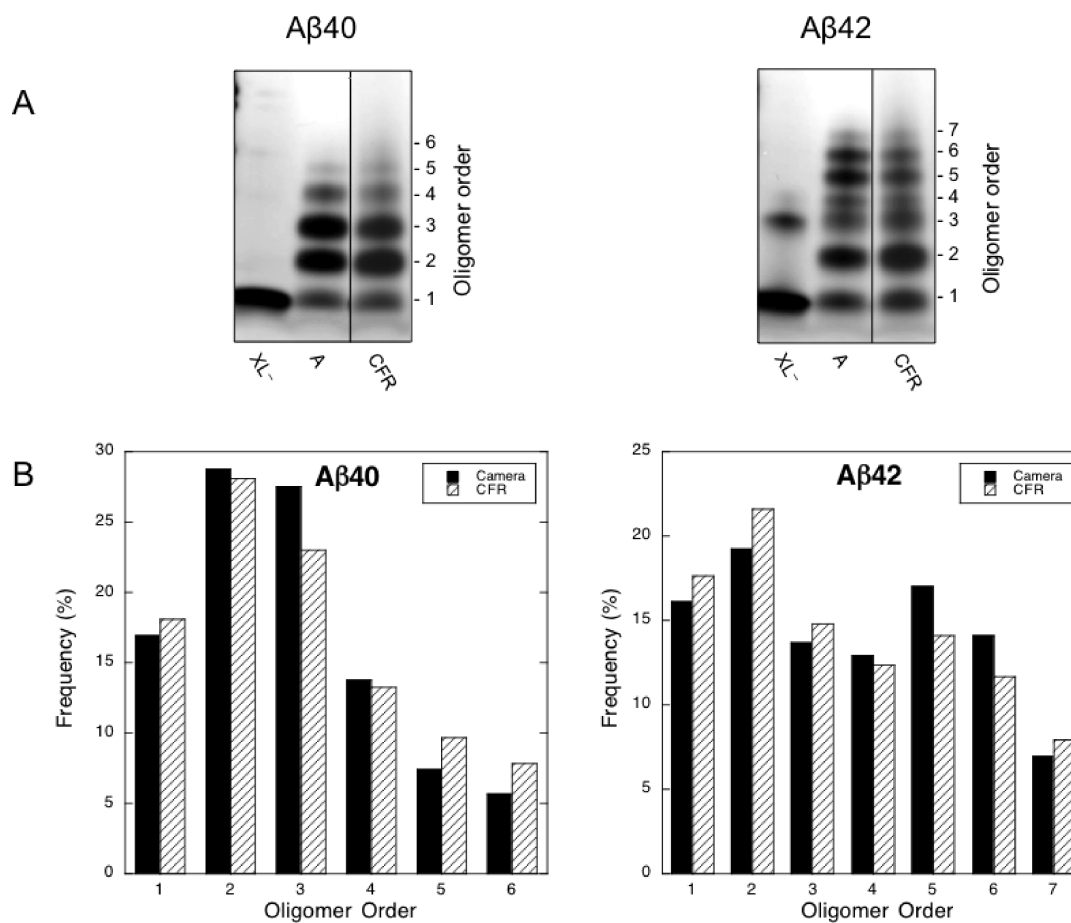 Aβ40
Aβ42
A
- 6
- 5
- 4
- 3
- 2
- 1
Oligomer order
XL-
A
CFR
- 7
- 6
- 5
- 4
- 3
- 2
- 1
Oligomer order
XL-
A
CFR
B
Aβ40
Camera
CFR
30
25
20
15
10
5
0
Frequency (%)
1 2 3 4 5 6
Oligomer Order
Aβ42
Camera
CFR
25
20
15
10
5
0
Frequency (%)
1 2 3 4 5 6 7
Oligomer Order